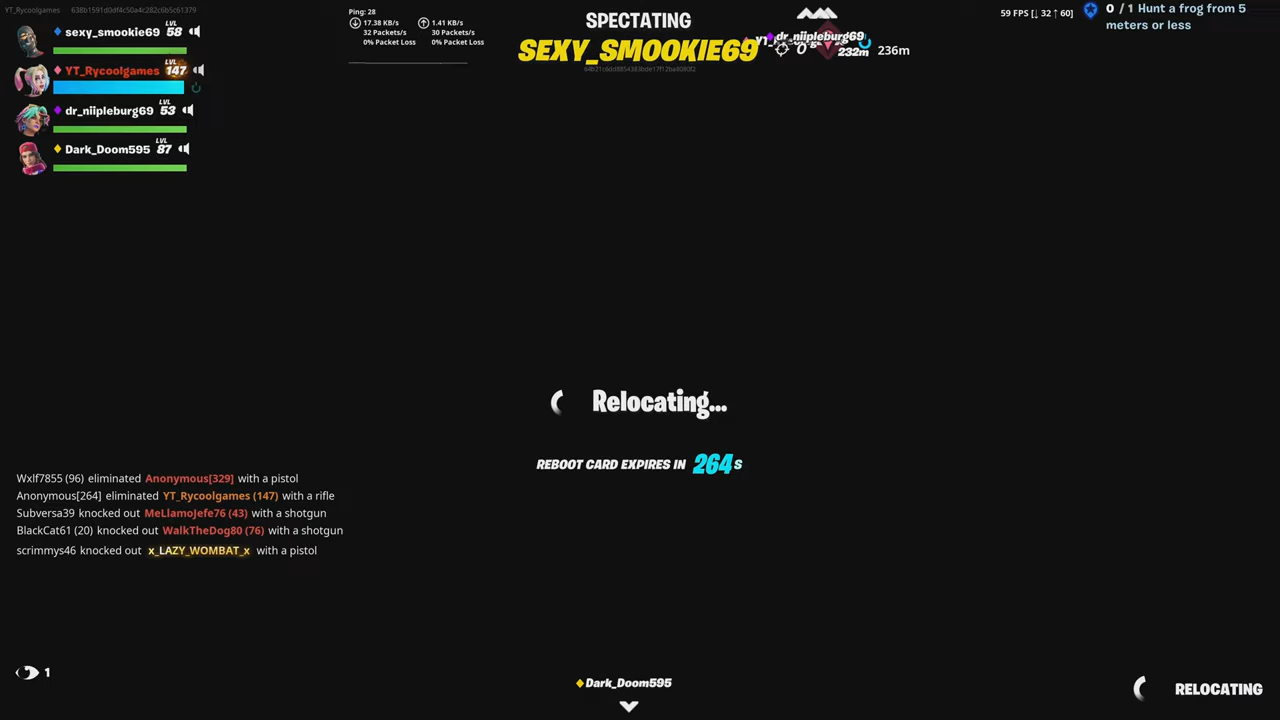 YT_Rycoolgames 638b1591d0df4c50a4c282c6b5c61379
sexy_smookie69 LVL 58
YT_Rycoolgames LVL 147
dr_niipleburg69 LVL 53
Dark_Doom595 LVL 87
Ping: 28
17.38 KB/s 1.41 KB/s
32 Packets/s 30 Packets/s
0% Packet Loss 0% Packet Loss
SPECTATING
SEXY_SMOOKIE69
dr_niipleburg69
0 232m 236m
59 FPS [↓ 32 ↑ 60]
0 / 1 Hunt a frog from 5
meters or less
Relocating...
REBOOT CARD EXPIRES IN 264 S
Wxlf7855 (96) eliminated Anonymous[329] with a pistol
Anonymous[264] eliminated YT_Rycoolgames (147) with a rifle
Subversa39 knocked out MeLlamoJefe76 (43) with a shotgun
BlackCat61 (20) knocked out WalkTheDog80 (76) with a shotgun
scrimmys46 knocked out x_LAZY_WOMBAT_x with a pistol
1
Dark_Doom595
RELOCATING